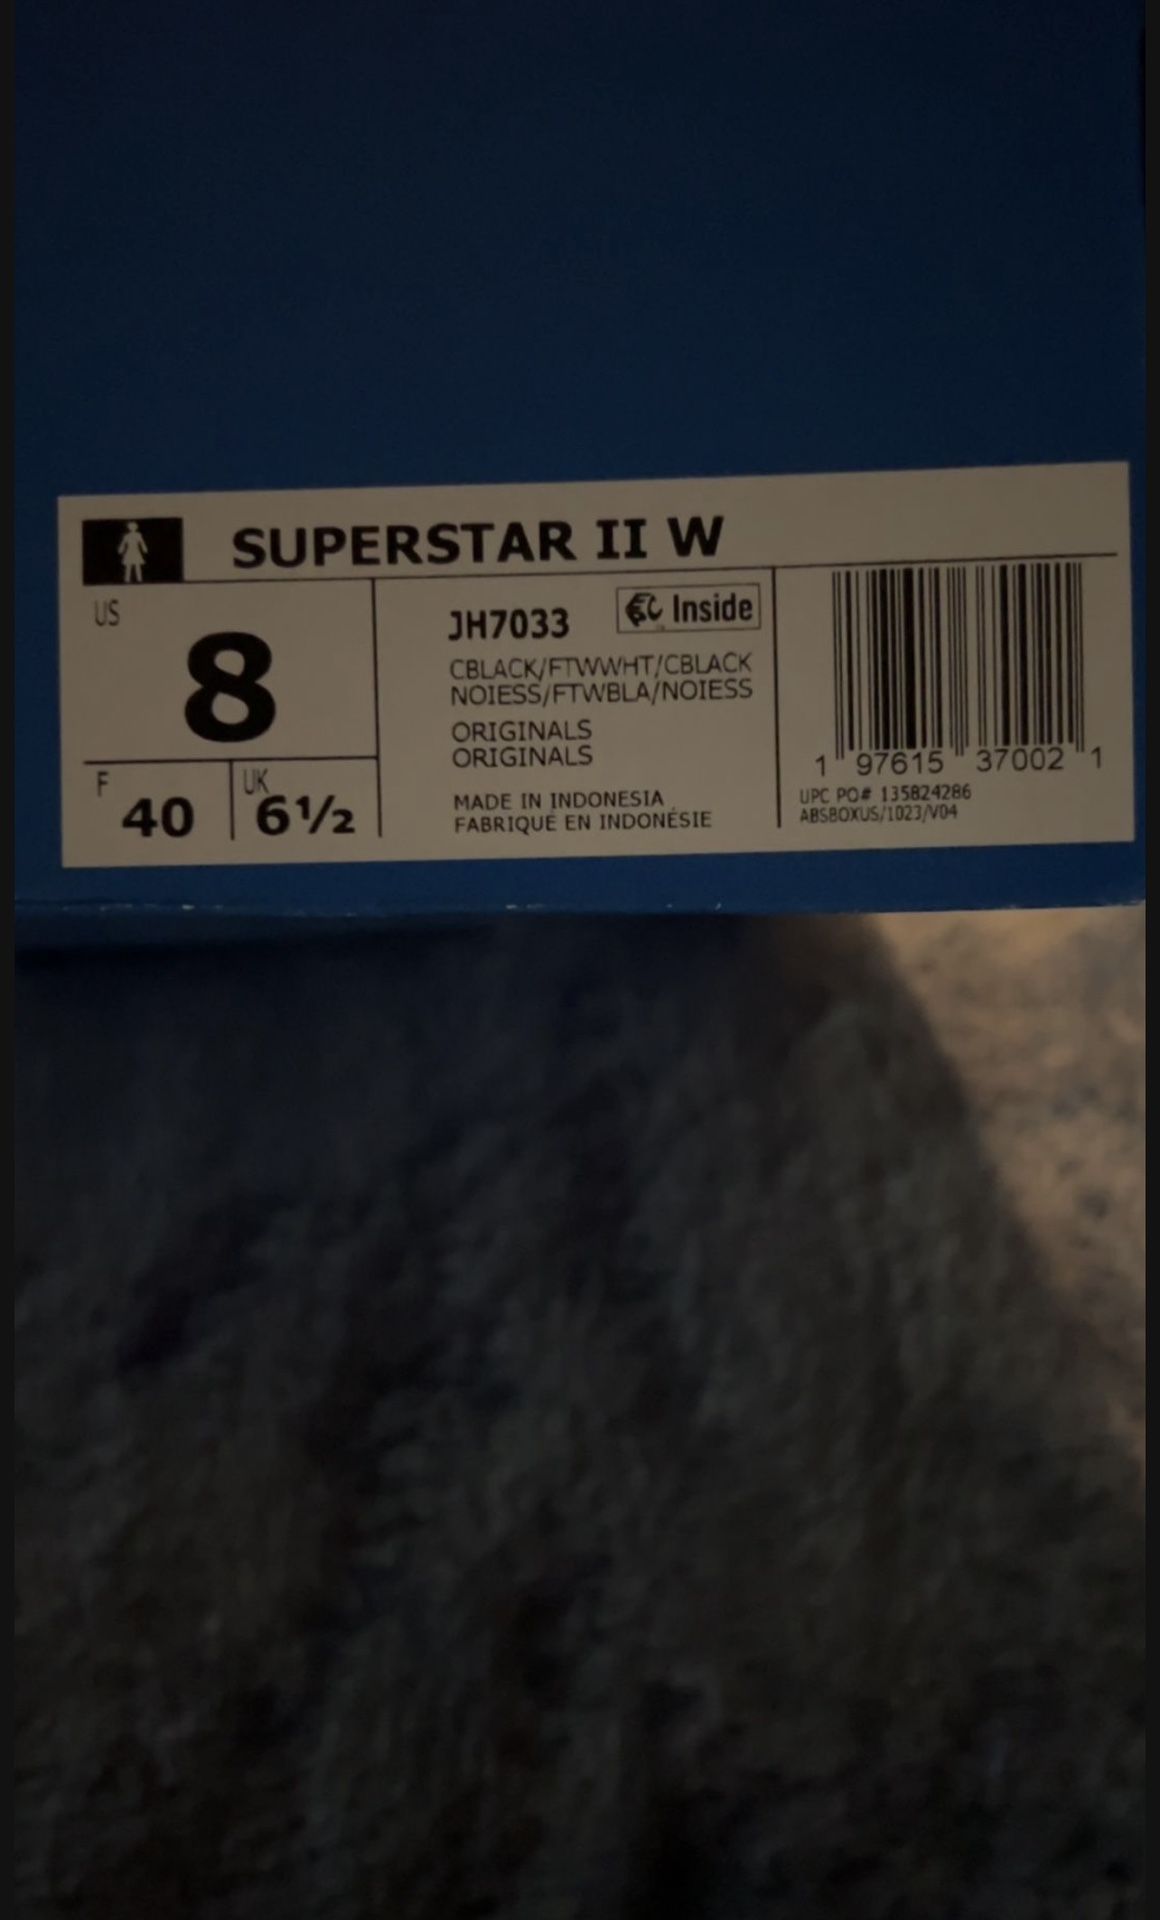 SUPERSTAR II W
US
8
F
40
UK
6½
JH7033
Inside
CBLACK/FTWWHT/CBLACK
NOIESS/FTWBLA/NOIESS
ORIGINALS
ORIGINALS
MADE IN INDONESIA
FABRIQUÉ EN INDONÉSIE
1 97615 37002 1
UPC PO# 135824286
ABSBOXUS/1023/V04